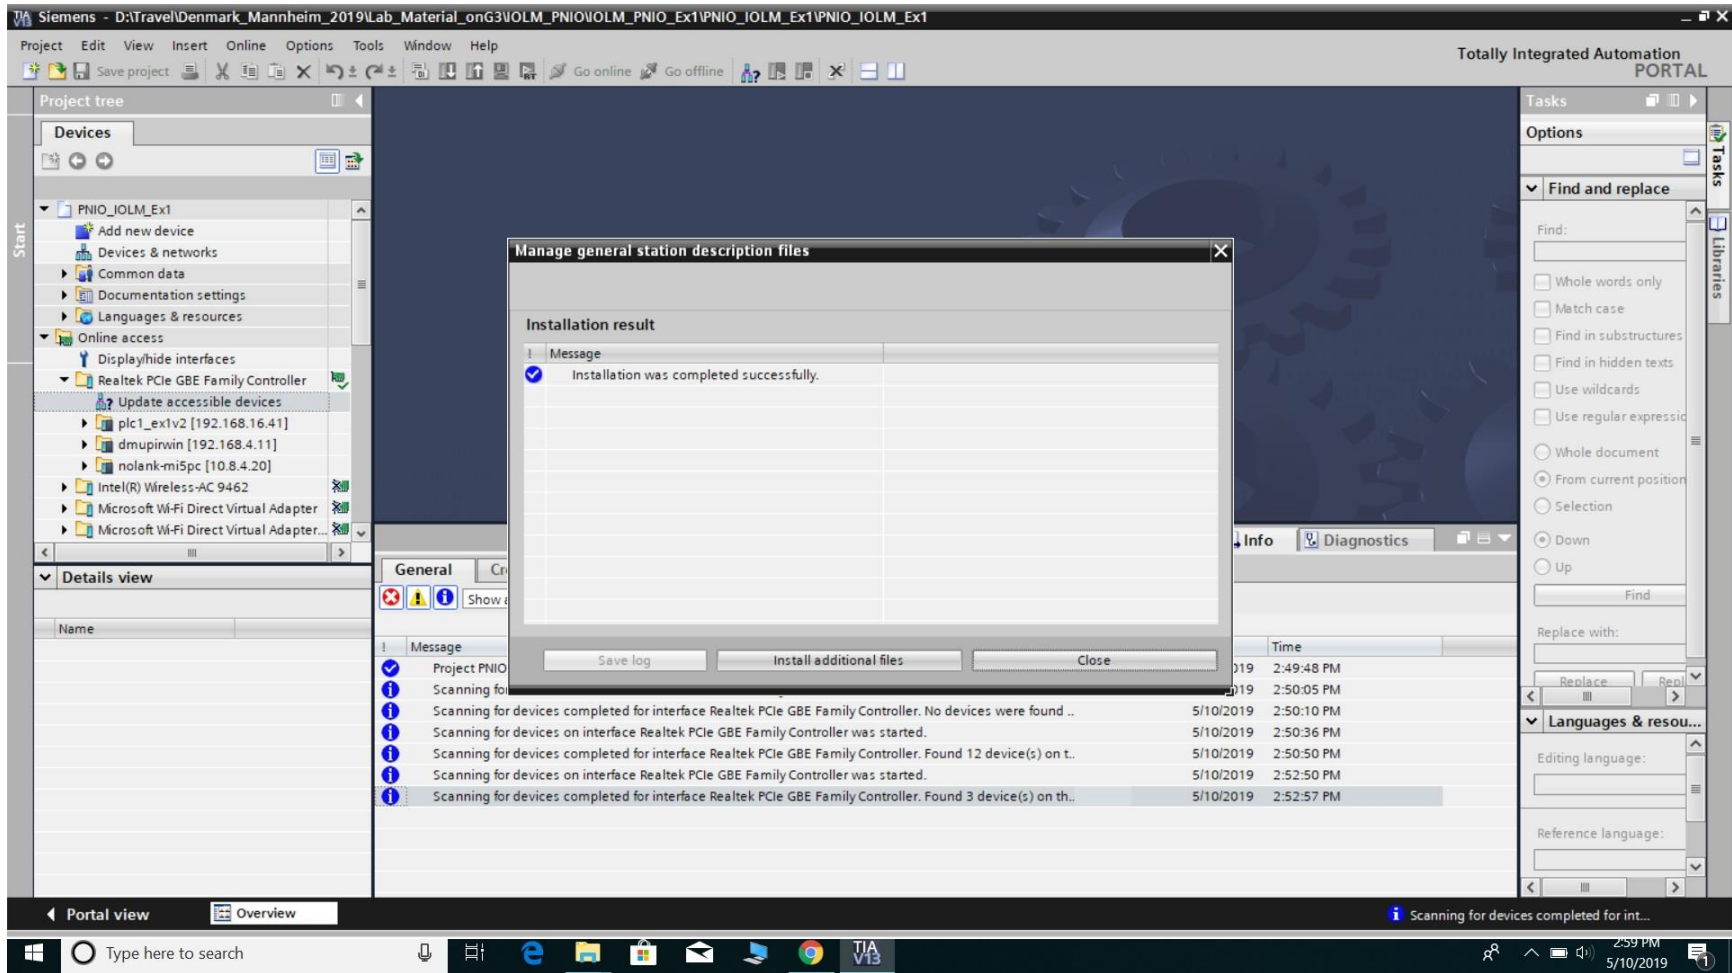 Siemens - D:\Travel\Denmark_Mannheim_2019\Lab_Material_onG3\IOLM_PNIO\IOLM_PNIO_Ex1\PNIO_IOLM_Ex1\PNIO_IOLM_Ex1
Project Edit View Insert Online Options Tools Window Help
Totally Integrated Automation
PORTAL
Save project Go online Go offline
Project tree
Devices
Start
PNIO_IOLM_Ex1
Add new device
Devices & networks
Common data
Documentation settings
Languages & resources
Online access
Display/hide interfaces
Realtek PCIe GBE Family Controller
Update accessible devices
plc1_ex1v2 [192.168.16.41]
dmupirwin [192.168.4.11]
nolank-mi5pc [10.8.4.20]
Intel(R) Wireless-AC 9462
Microsoft Wi-Fi Direct Virtual Adapter
Microsoft Wi-Fi Direct Virtual Adapter...
Details view
Name
Manage general station description files
Installation result
! Message
Installation was completed successfully.
Save log Install additional files Close
Info Diagnostics
General
Show
! Message Time
Project PNIO 2:49:48 PM
Scanning 2:50:05 PM
Scanning for devices completed for interface Realtek PCIe GBE Family Controller. No devices were found .. 5/10/2019 2:50:10 PM
Scanning for devices on interface Realtek PCIe GBE Family Controller was started. 5/10/2019 2:50:36 PM
Scanning for devices completed for interface Realtek PCIe GBE Family Controller. Found 12 device(s) on t.. 5/10/2019 2:50:50 PM
Scanning for devices on interface Realtek PCIe GBE Family Controller was started. 5/10/2019 2:52:50 PM
Scanning for devices completed for interface Realtek PCIe GBE Family Controller. Found 3 device(s) on th.. 5/10/2019 2:52:57 PM
Tasks
Options
Find and replace
Find:
Whole words only
Match case
Find in substructures
Find in hidden texts
Use wildcards
Use regular expressio
Whole document
From current position
Selection
Down
Up
Find
Replace with:
Replace Repl
Languages & resou...
Editing language:
Reference language:
Tasks
Libraries
Portal view Overview
Scanning for devices completed for int...
Type here to search
TIA
V13
2:59 PM
5/10/2019
1